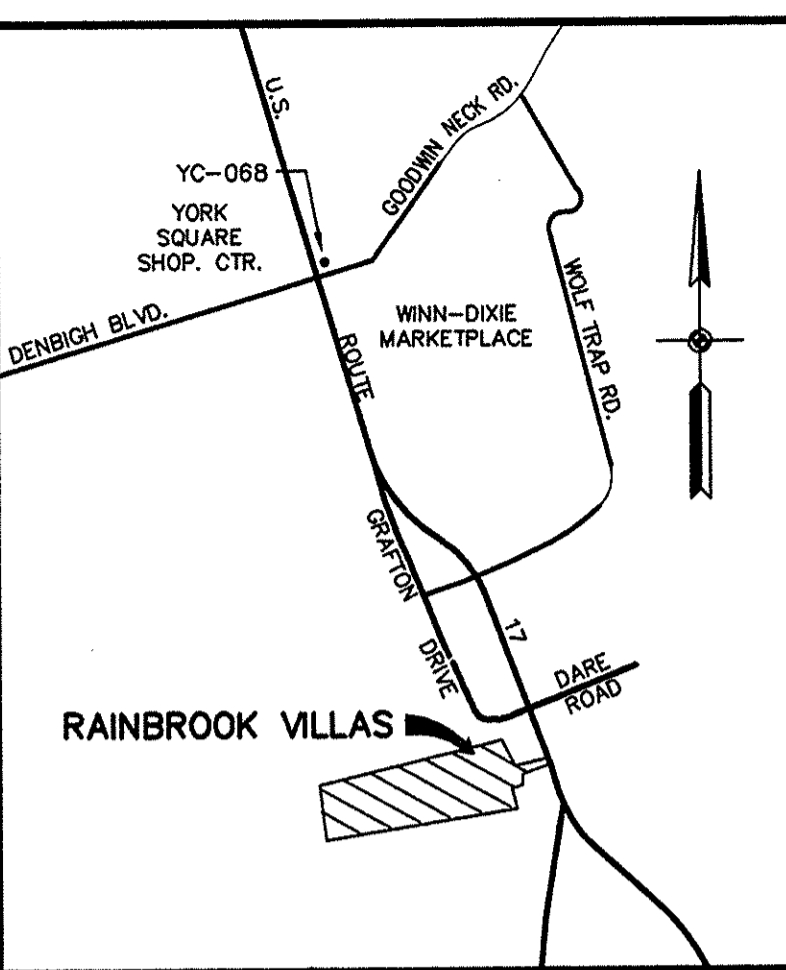 U.S.
GOODWIN NECK RD.
YC-068
YORK
SQUARE
SHOP. CTR.
DENBIGH BLVD.
WOLF TRAP RD.
WINN-DIXIE
MARKETPLACE
ROUTE
GRAFTON
17
DRIVE
DARE
ROAD
RAINBROOK VILLAS